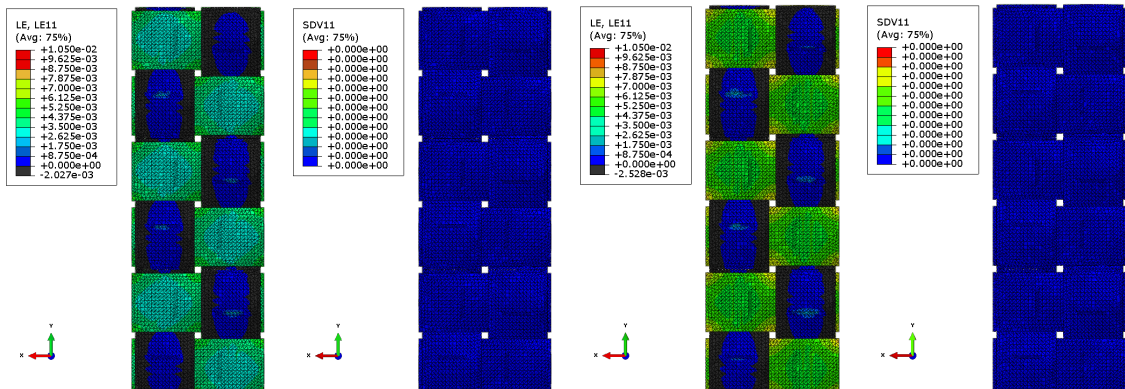 LE, LE11
(Avg: 75%)
+1.050e-02
+9.625e-03
+8.750e-03
+7.875e-03
+7.000e-03
+6.125e-03
+5.250e-03
+4.375e-03
+3.500e-03
+2.625e-03
+1.750e-03
+8.750e-04
+0.000e+00
-2.027e-03
Y
X
SDV11
(Avg: 75%)
+0.000e+00
+0.000e+00
+0.000e+00
+0.000e+00
+0.000e+00
+0.000e+00
+0.000e+00
+0.000e+00
+0.000e+00
+0.000e+00
+0.000e+00
+0.000e+00
+0.000e+00
Y
X
LE, LE11
(Avg: 75%)
+1.050e-02
+9.625e-03
+8.750e-03
+7.875e-03
+7.000e-03
+6.125e-03
+5.250e-03
+4.375e-03
+3.500e-03
+2.625e-03
+1.750e-03
+8.750e-04
+0.000e+00
-2.528e-03
Y
X
SDV11
(Avg: 75%)
+0.000e+00
+0.000e+00
+0.000e+00
+0.000e+00
+0.000e+00
+0.000e+00
+0.000e+00
+0.000e+00
+0.000e+00
+0.000e+00
+0.000e+00
+0.000e+00
+0.000e+00
Y
X